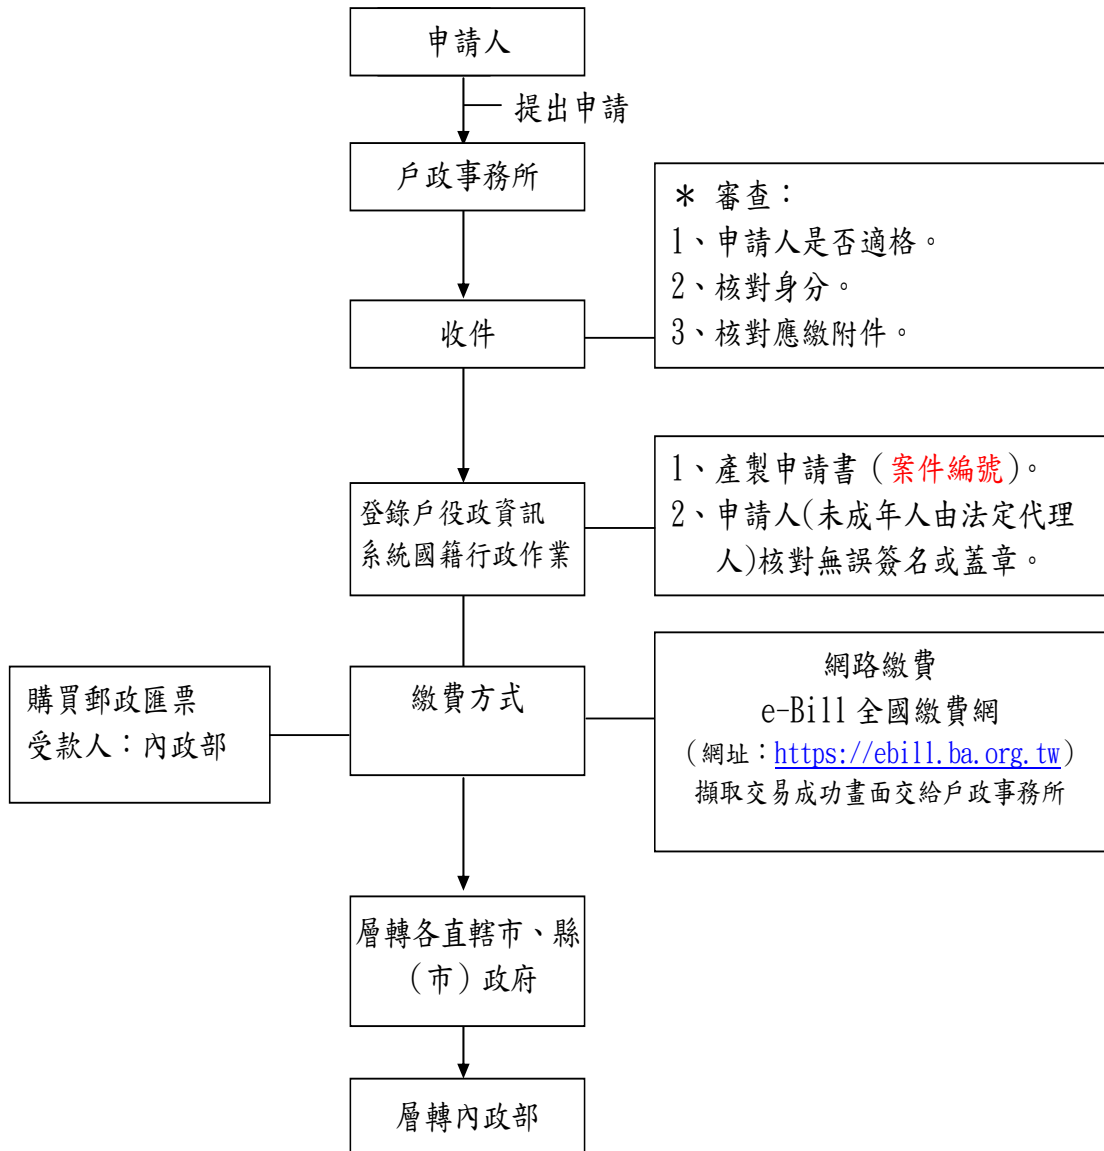 申請人
提出申請
戶政事務所
＊ 審查：
1、申請人是否適格。
2、核對身分。
3、核對應繳附件。
收件
1、產製申請書（案件編號）。
2、申請人(未成年人由法定代理
人)核對無誤簽名或蓋章。
登錄戶役政資訊
系統國籍行政作業
購買郵政匯票
受款人：內政部
繳費方式
網路繳費
e-Bill 全國繳費網
（網址：https://ebill.ba.org.tw）
擷取交易成功畫面交給戶政事務所
層轉各直轄市、縣
（市）政府
層轉內政部